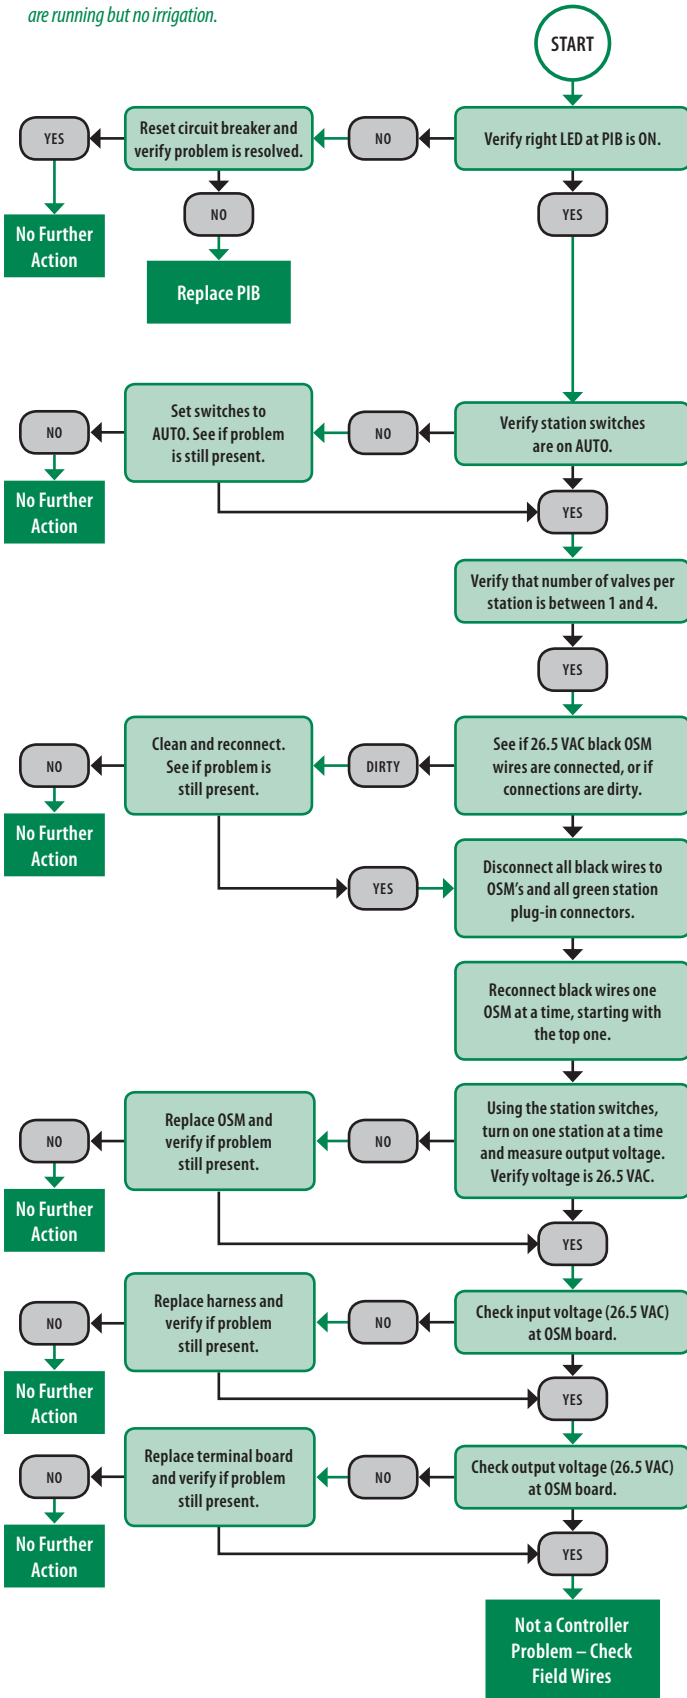 are running but no irrigation.
START
Verify right LED at PIB is ON.
NO
Reset circuit breaker and
verify problem is resolved.
YES
No Further
Action
NO
Replace PIB
YES
Verify station switches
are on AUTO.
NO
Set switches to
AUTO. See if problem
is still present.
NO
No Further
Action
YES
Verify that number of valves per
station is between 1 and 4.
YES
See if 26.5 VAC black OSM
wires are connected, or if
connections are dirty.
DIRTY
Clean and reconnect.
See if problem is
still present.
NO
No Further
Action
YES
Disconnect all black wires to
OSM's and all green station
plug-in connectors.
Reconnect black wires one
OSM at a time, starting with
the top one.
Using the station switches,
turn on one station at a time
and measure output voltage.
Verify voltage is 26.5 VAC.
NO
Replace OSM and
verify if problem
still present.
NO
No Further
Action
YES
Check input voltage (26.5 VAC)
at OSM board.
NO
Replace harness and
verify if problem
still present.
NO
No Further
Action
YES
Check output voltage (26.5 VAC)
at OSM board.
NO
Replace terminal board
and verify if problem
still present.
NO
No Further
Action
YES
Not a Controller
Problem – Check
Field Wires